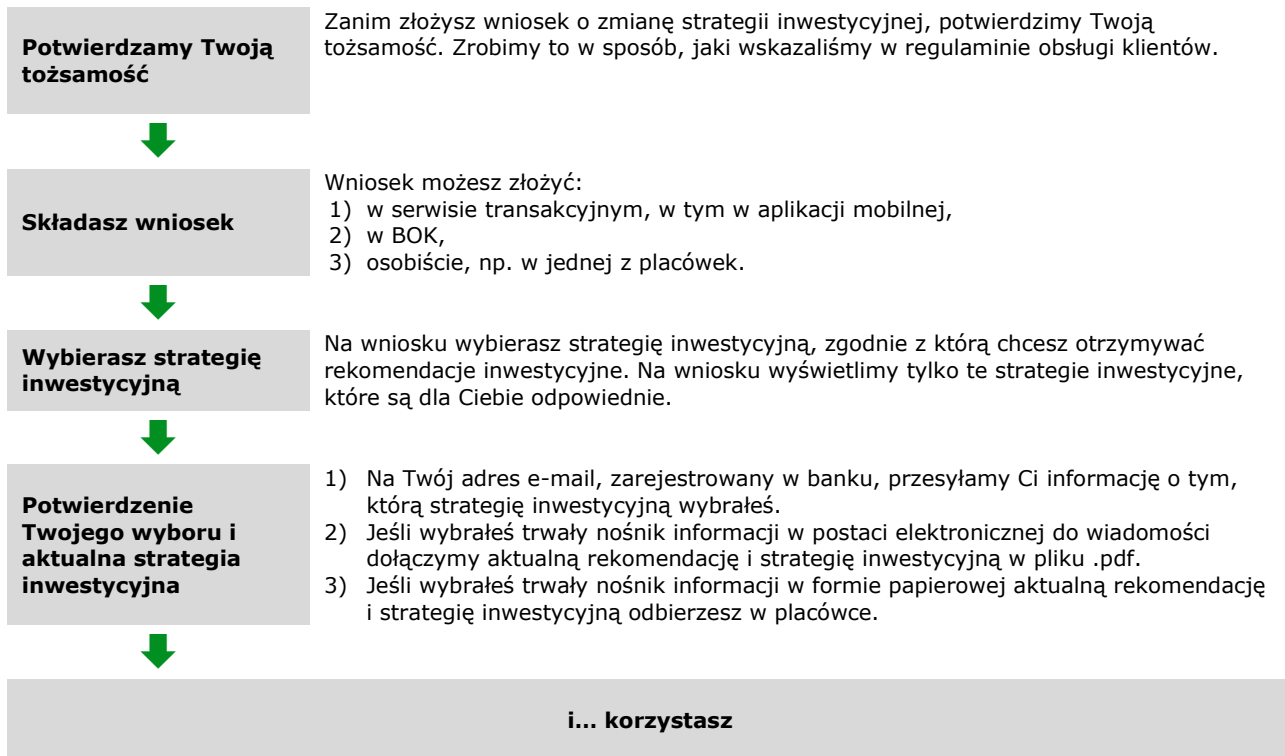 Potwierdzamy Twoją
tożsamość
Zanim złożysz wniosek o zmianę strategii inwestycyjnej, potwierdzimy Twoją
tożsamość. Zrobimy to w sposób, jaki wskazaliśmy w regulaminie obsługi klientów.
Składasz wniosek
Wniosek możesz złożyć:
1) w serwisie transakcyjnym, w tym w aplikacji mobilnej,
2) w BOK,
3) osobiście, np. w jednej z placówek.
Wybierasz strategię
inwestycyjną
Na wniosku wybierasz strategię inwestycyjną, zgodnie z którą chcesz otrzymywać
rekomendacje inwestycyjne. Na wniosku wyświetlimy tylko te strategie inwestycyjne,
które są dla Ciebie odpowiednie.
Potwierdzenie
Twojego wyboru i
aktualna strategia
inwestycyjna
1) Na Twój adres e-mail, zarejestrowany w banku, przesyłamy Ci informację o tym,
którą strategię inwestycyjną wybrałeś.
2) Jeśli wybrałeś trwały nośnik informacji w postaci elektronicznej do wiadomości
dołączymy aktualną rekomendację i strategię inwestycyjną w pliku .pdf.
3) Jeśli wybrałeś trwały nośnik informacji w formie papierowej aktualną rekomendację
i strategię inwestycyjną odbierzesz w placówce.
i... korzystasz